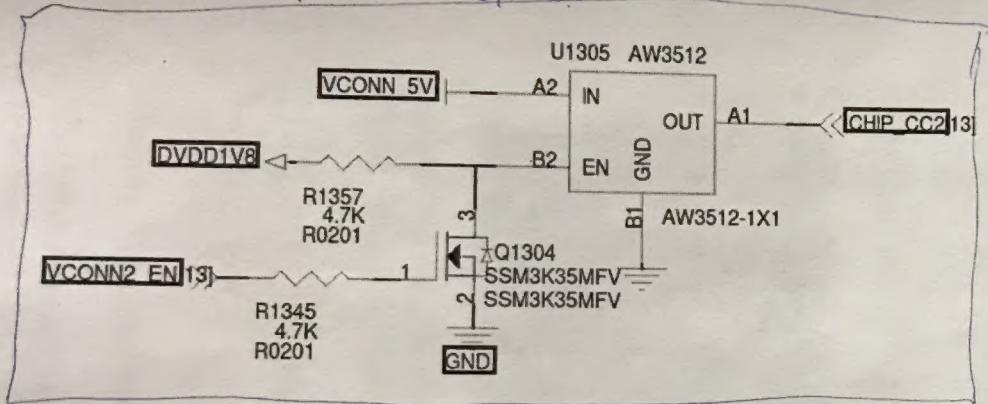 U1305 AW3512
VCONN_5V
A2
IN
OUT
A1
CHIP_CC2 13]
DVDD1V8
B2
EN
GND
R1357
4.7K
R0201
B1
AW3512-1X1
3
Q1304
SSM3K35MFV
SSM3K35MFV
VCONN2_EN 13]
1
2
R1345
4.7K
R0201
GND